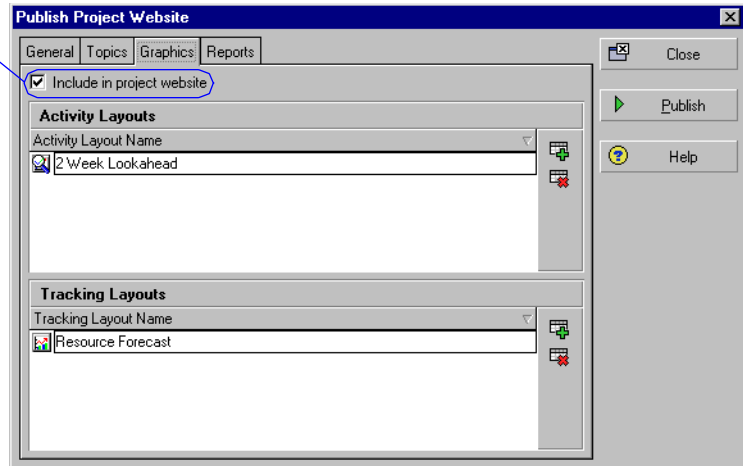 Publish Project Website
General Topics Graphics Reports
Include in project website
Activity Layouts
Activity Layout Name
2 Week Lookahead
Tracking Layouts
Tracking Layout Name
Resource Forecast
Close
Publish
Help